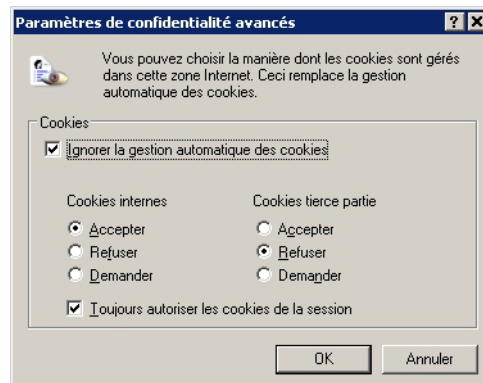 Paramètres de confidentialité avancés
Vous pouvez choisir la manière dont les cookies sont gérés
dans cette zone Internet. Ceci remplace la gestion
automatique des cookies.
Cookies
Ignorer la gestion automatique des cookies
Cookies internes
Cookies tierce partie
Accepter
Accepter
Refuser
Refuser
Demander
Demander
Toujours autoriser les cookies de la session
OK
Annuler